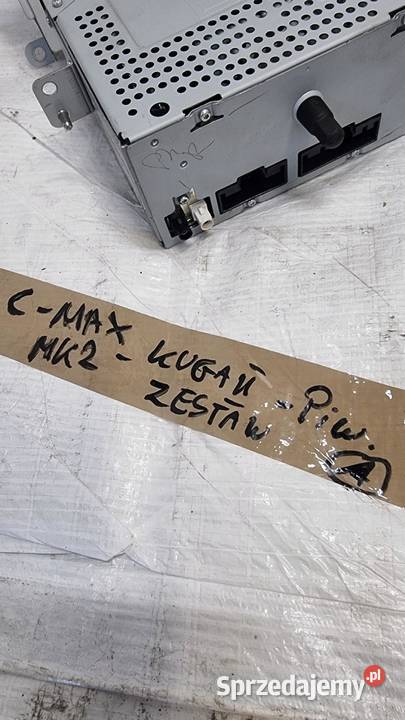 C-MAX - KUGA II - Piw.
MK2 ZESTAW A
Sprzedajemy.pl